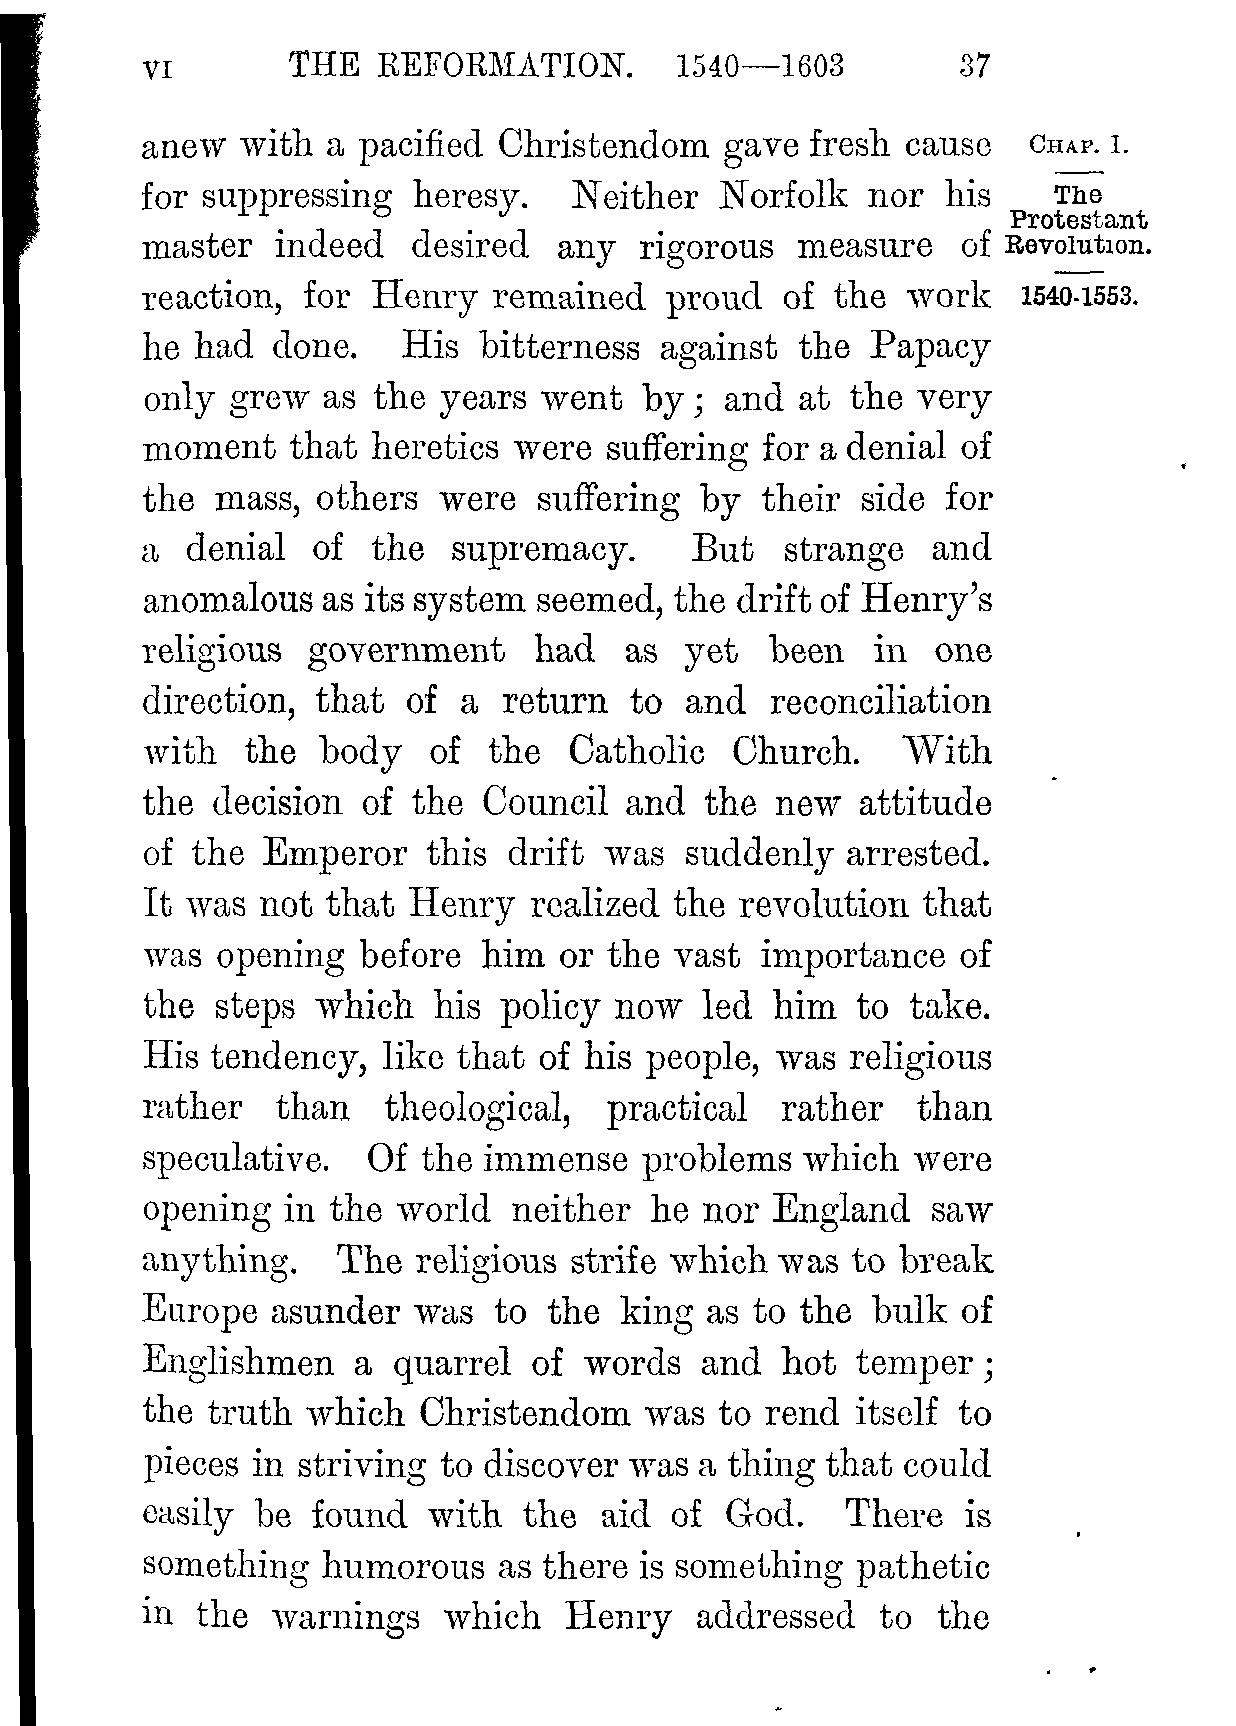 VI THE REFORMATION. 1540—1603 37
anew with a pacified Christendom gave fresh cause
for suppressing heresy. Neither Norfolk nor his
master indeed desired any rigorous measure of
reaction, for Henry remained proud of the work
he had done. His bitterness against the Papacy
only grew as the years went by; and at the very
moment that heretics were suffering for a denial of
the mass, others were suffering by their side for
a denial of the supremacy. But strange and
anomalous as its system seemed, the drift of Henry's
religious government had as yet been in one
direction, that of a return to and reconciliation
with the body of the Catholic Church. With
the decision of the Council and the new attitude
of the Emperor this drift was suddenly arrested.
It was not that Henry realized the revolution that
was opening before him or the vast importance of
the steps which his policy now led him to take.
His tendency, like that of his people, was religious
rather than theological, practical rather than
speculative. Of the immense problems which were
opening in the world neither he nor England saw
anything. The religious strife which was to break
Europe asunder was to the king as to the bulk of
Englishmen a quarrel of words and hot temper;
the truth which Christendom was to rend itself to
pieces in striving to discover was a thing that could
easily be found with the aid of God. There is
something humorous as there is something pathetic
in the warnings which Henry addressed to the
CHAP. I.
The
Protestant
Revolution.
1540-1553.